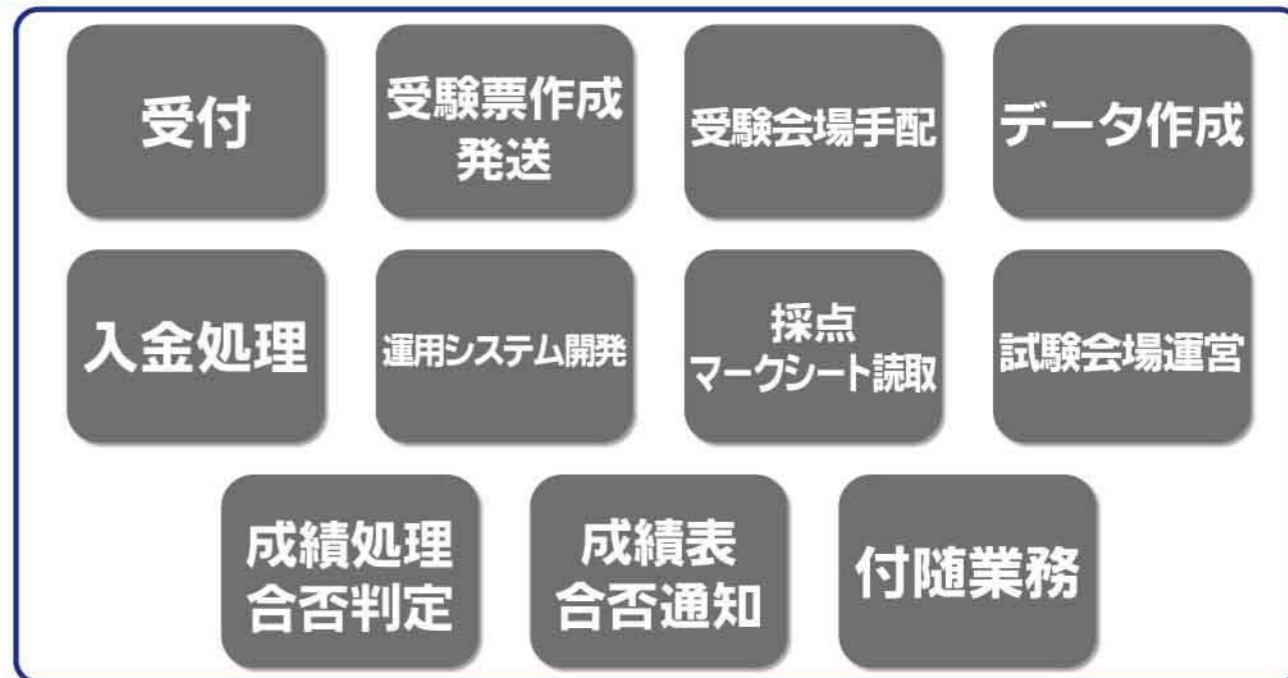 受付
受験票作成
発送
受験会場手配
データ作成
入金処理
運用システム開発
採点
マークシート読取
試験会場運営
成績処理
合否判定
成績表
合否通知
付随業務